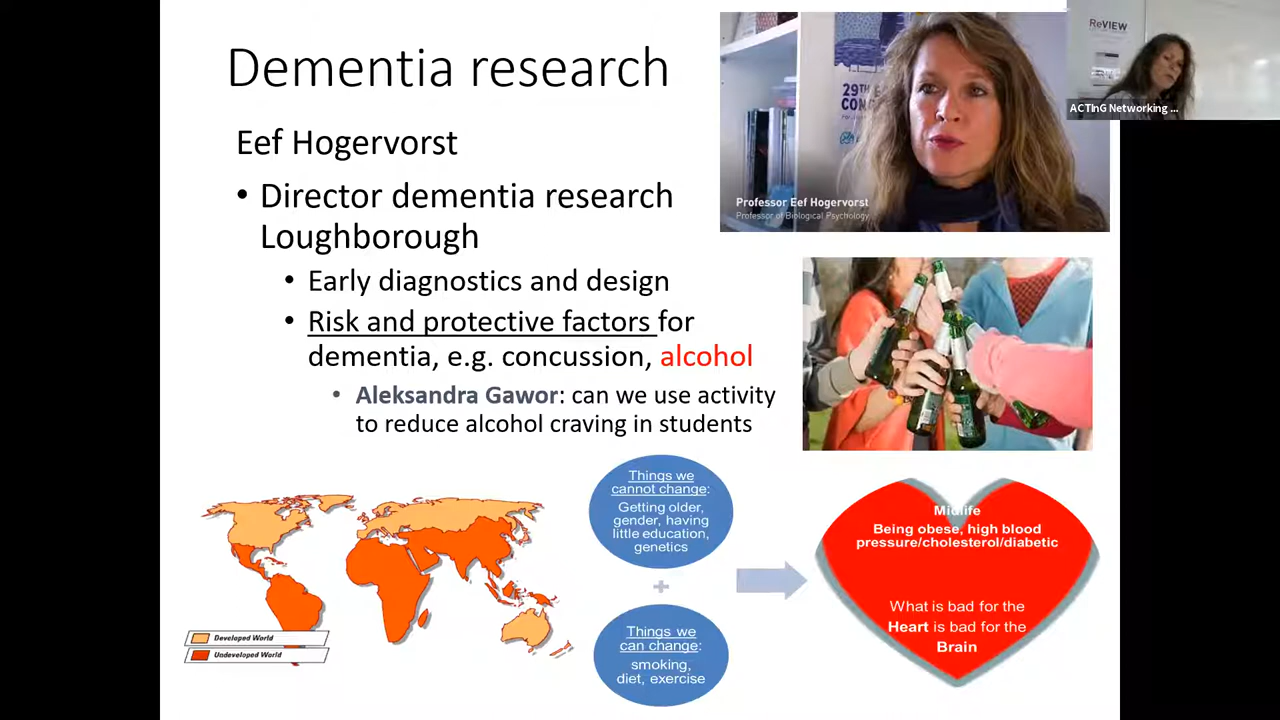 Dementia research
Eef Hogervorst
• Director dementia research
Loughborough
• Early diagnostics and design
• Risk and protective factors for
dementia, e.g. concussion, alcohol
• Aleksandra Gawor: can we use activity
to reduce alcohol craving in students
29TH
CON
Professor Eef Hogervorst
Professor of Biological Psychology
ReVIEW
ACTInG Networking ...
Developed World
Undeveloped World
Things we
cannot change:
Getting older,
gender, having
little education,
genetics
+
Things we
can change:
smoking,
diet, exercise
Midlife
Being obese, high blood
pressure/cholesterol/diabetic
What is bad for the
Heart is bad for the
Brain